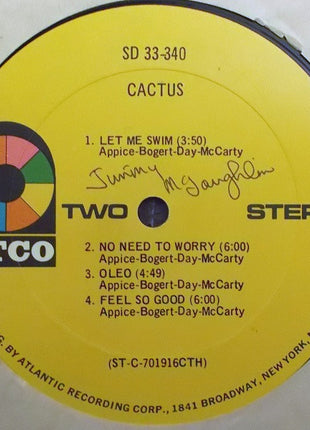 SD 33-340
CACTUS
1. LET ME SWIM (3:50)
Appice-Bogert-Day-McCarty
Jimmy McLaughlin
TCO
TWO
STER
2. NO NEED TO WORRY (6:00)
Appice-Bogert-Day-McCarty
3. OLEO (4:49)
Appice-Bogert-Day-McCarty
4. FEEL SO GOOD (6:00)
Appice-Bogert-Day-McCarty
(ST-C-701916CTH)
G. BY ATLANTIC RECORDING CORP., 1841 BROADWAY, NEW YORK, N